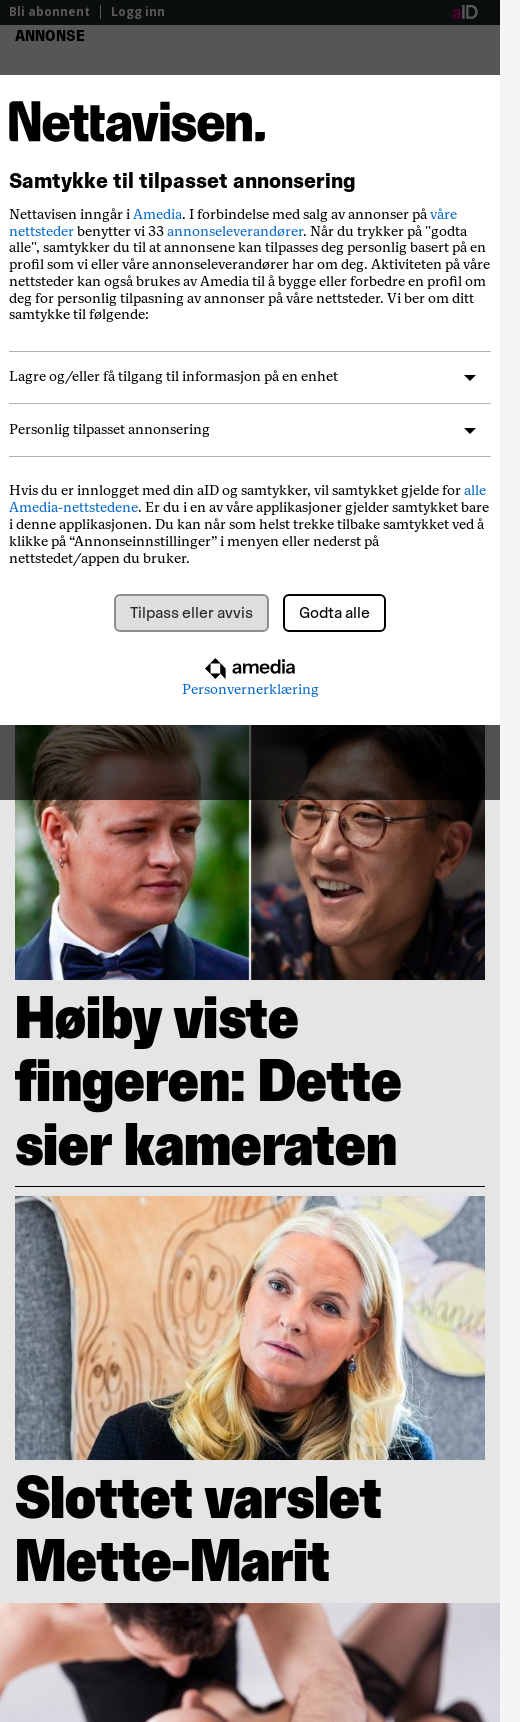 Bli abonnent | Logg inn
aID
ANNONSE
Nettavisen.
Samtykke til tilpasset annonsering
Nettavisen inngår i Amedia. I forbindelse med salg av annonser på våre
nettsteder benytter vi 33 annonseleverandører. Når du trykker på "godta
alle", samtykker du til at annonsene kan tilpasses deg personlig basert på en
profil som vi eller våre annonseleverandører har om deg. Aktiviteten på våre
nettsteder kan også brukes av Amedia til å bygge eller forbedre en profil om
deg for personlig tilpasning av annonser på våre nettsteder. Vi ber om ditt
samtykke til følgende:
Lagre og/eller få tilgang til informasjon på en enhet
Personlig tilpasset annonsering
Hvis du er innlogget med din aID og samtykker, vil samtykket gjelde for alle
Amedia-nettstedene. Er du i en av våre applikasjoner gjelder samtykket bare
i denne applikasjonen. Du kan når som helst trekke tilbake samtykket ved å
klikke på “Annonseinnstillinger” i menyen eller nederst på
nettstedet/appen du bruker.
Tilpass eller avvis
Godta alle
amedia
Personvernerklæring
Høiby viste
fingeren: Dette
sier kameraten
Slottet varslet
Mette-Marit